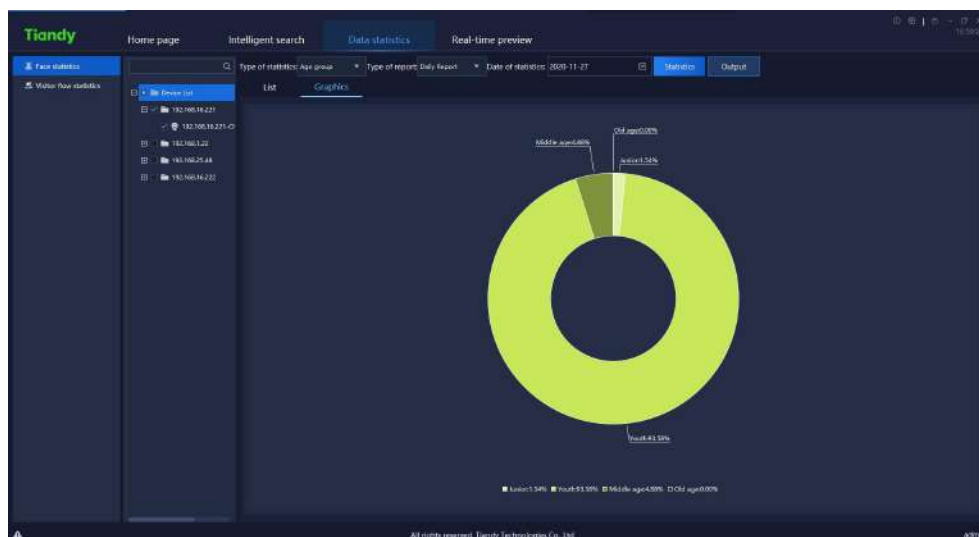 Tiandy
Home page
Intelligent search
Data statistics
Real-time preview
Face statistics
Visitor flow statistics
Type of statistics: Age group
Type of report: Daily Report
Date of statistics: 2020-11-27
Statistics
Output
Device List
192.168.16.221
192.168.16.221-C
192.168.1.22
192.168.16.222
List
Graphics
Old age:0.00%
Middle age:4.88%
Junior:1.54%
Youth:93.58%
Junior:1.54% Youth:93.58% Middle age:4.88% Old age:0.00%
All rights reserved. Tiandy Technologies Co., Ltd.